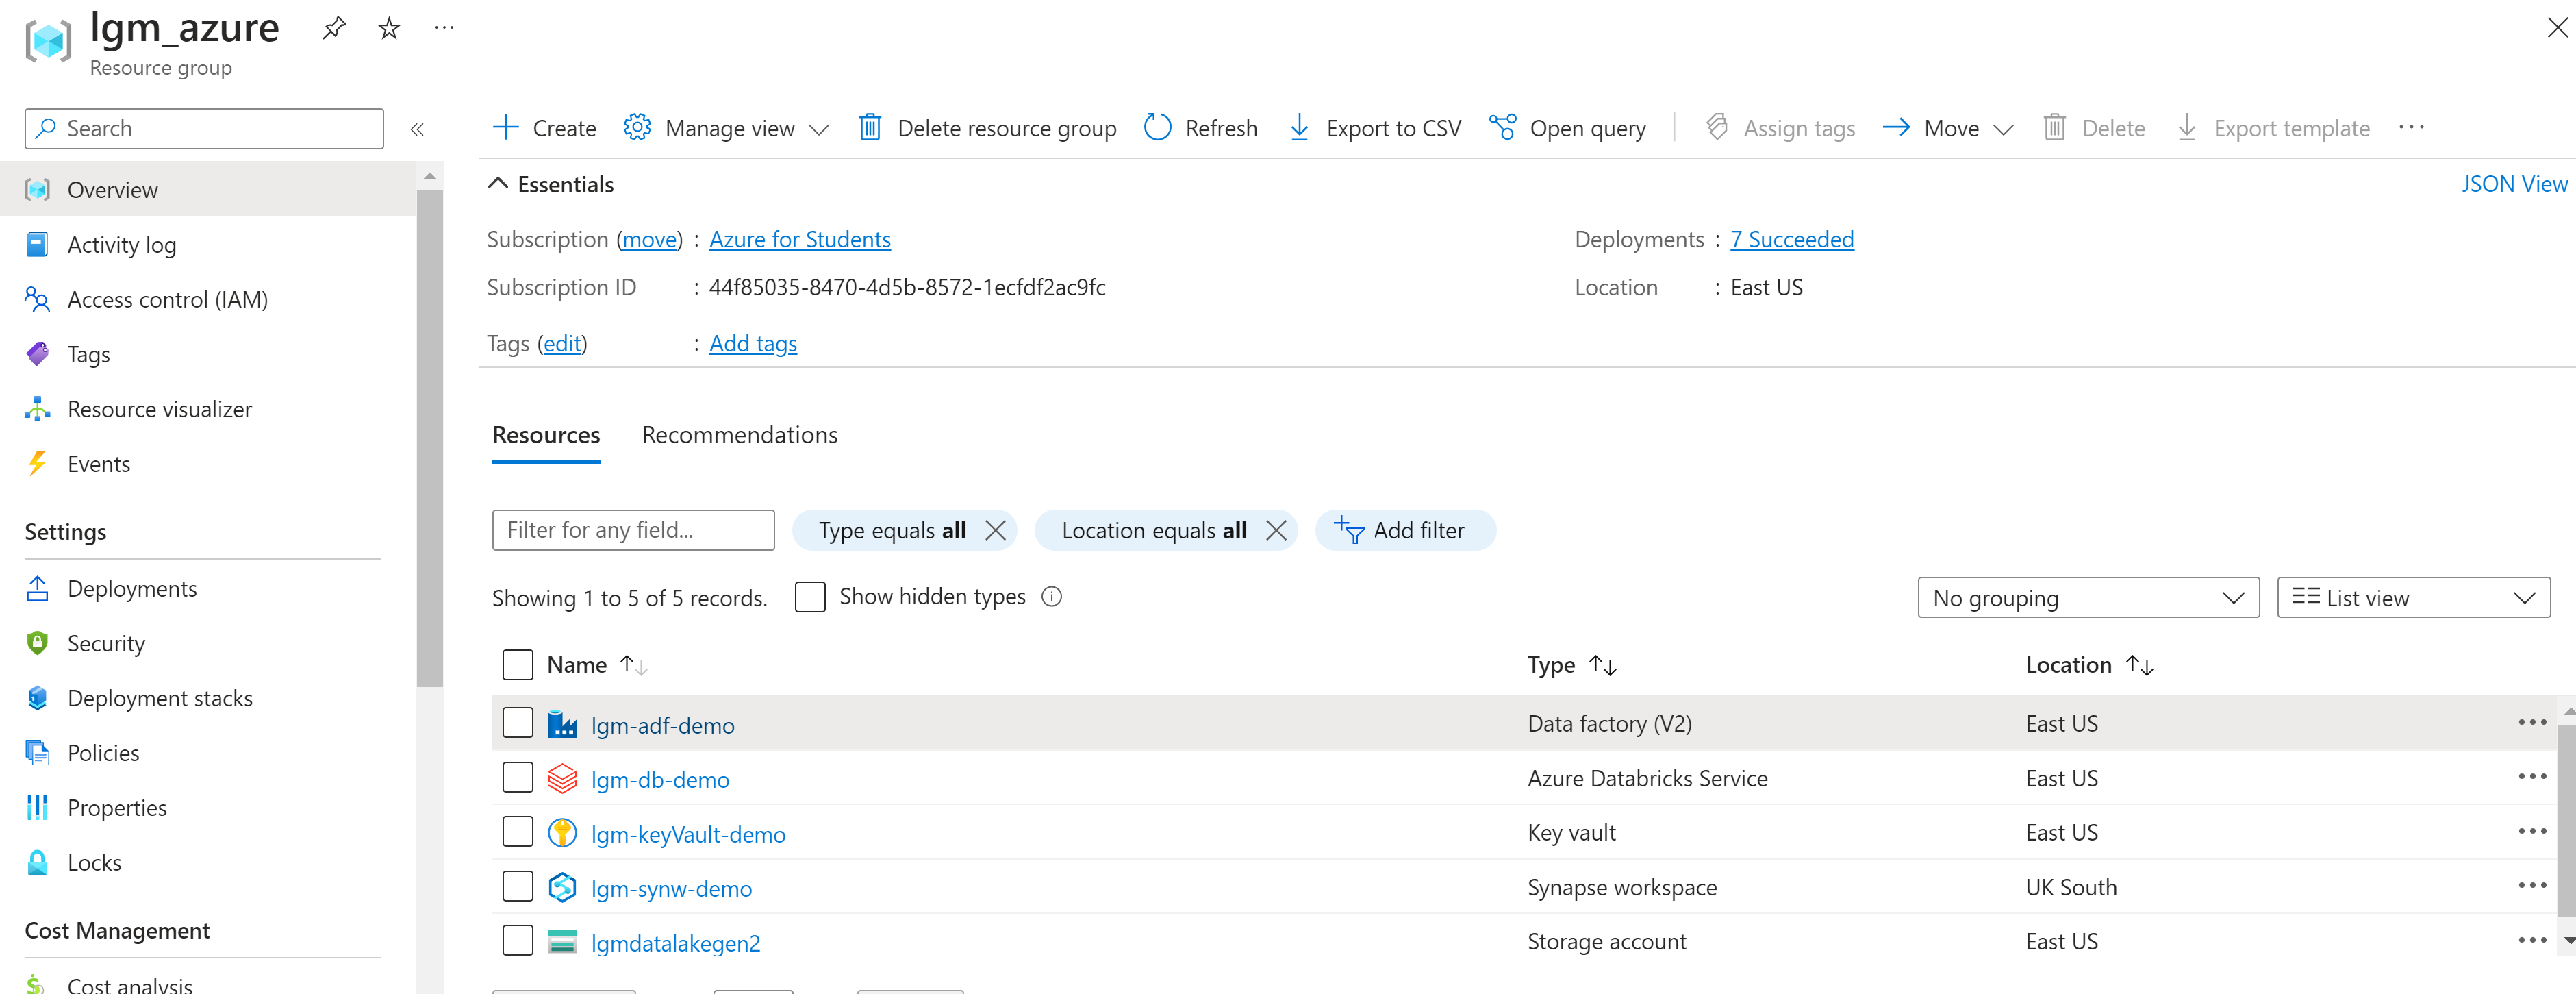 lgm_azure
Resource group
Search
Create
Manage view
Delete resource group
Refresh
Export to CSV
Open query
Assign tags
Move
Delete
Export template
Overview
Activity log
Access control (IAM)
Tags
Resource visualizer
Events
Settings
Deployments
Security
Deployment stacks
Policies
Properties
Locks
Cost Management
Cost analysis
Essentials
JSON View
Subscription (move) : Azure for Students
Deployments : 7 Succeeded
Subscription ID : 44f85035-8470-4d5b-8572-1ecfdf2ac9fc
Location : East US
Tags (edit) : Add tags
Resources Recommendations
Filter for any field...
Type equals all
Location equals all
Add filter
Showing 1 to 5 of 5 records.
Show hidden types
No grouping
List view
Name Type Location
lgm-adf-demo Data factory (V2) East US
lgm-db-demo Azure Databricks Service East US
lgm-keyVault-demo Key vault East US
lgm-synw-demo Synapse workspace UK South
lgmdatalakegen2 Storage account East US